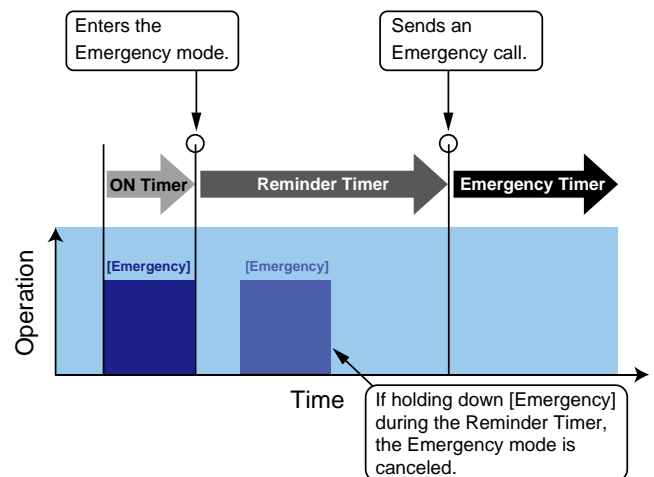 Enters the
Emergency mode.
Sends an
Emergency call.
ON Timer
Reminder Timer
Emergency Timer
[Emergency]
[Emergency]
Operation
Time
If holding down [Emergency]
during the Reminder Timer,
the Emergency mode is
canceled.